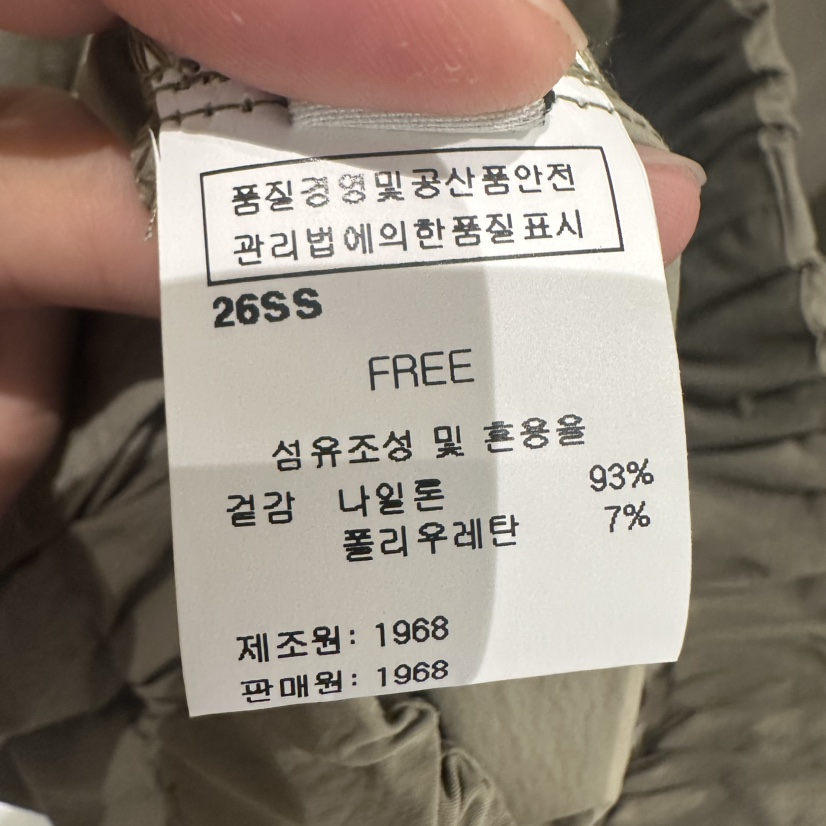 품질경영및공산품안전
관리법에의한품질표시
26SS
FREE
섬유조성 및 혼용율
겉감 나일론 93%
폴리우레탄 7%
제조원: 1968
판매원: 1968